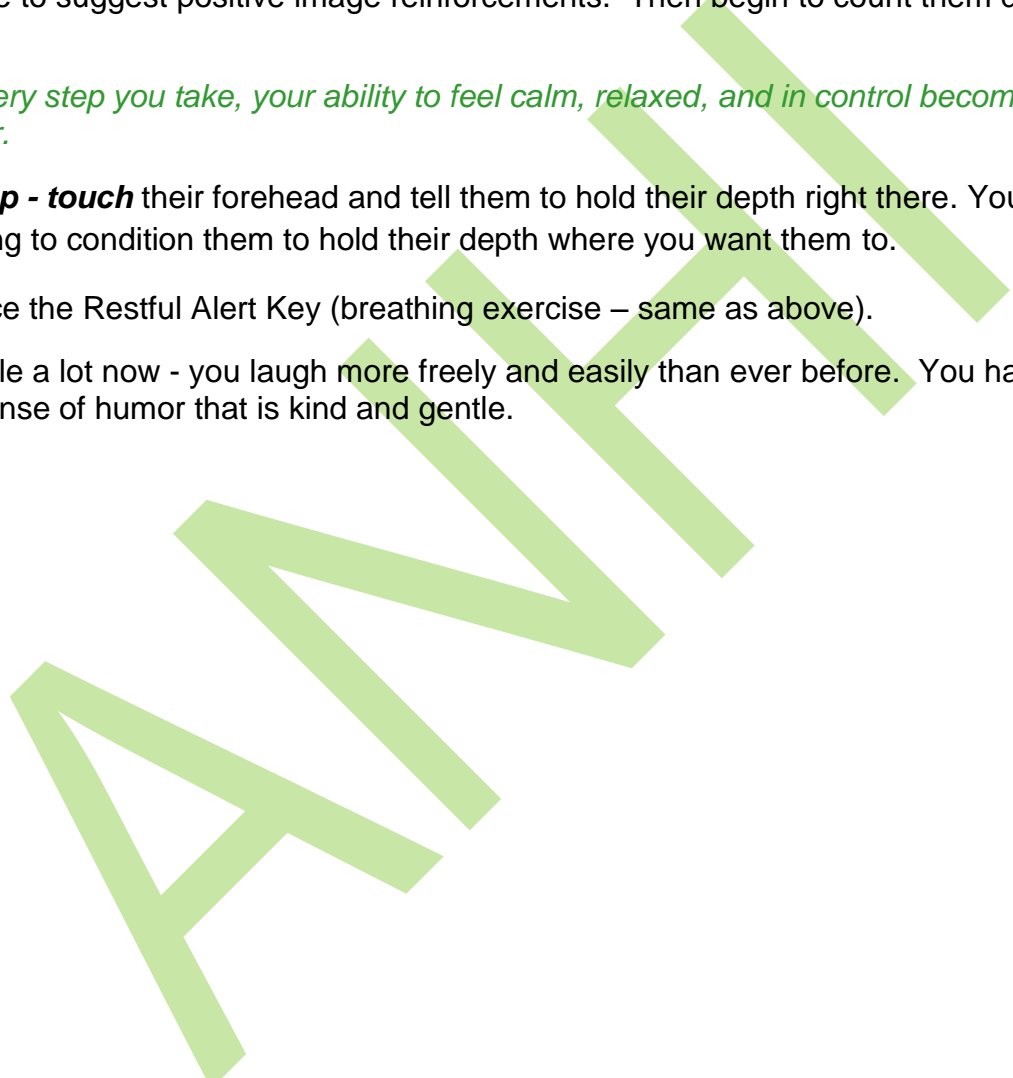 e to suggest positive image reinforcements. Then begin to count them
ery step you take, your ability to feel calm, relaxed, and in control becom
r.
p - touch their forehead and tell them to hold their depth right there. You
ng to condition them to hold their depth where you want them to.
ce the Restful Alert Key (breathing exercise – same as above).
le a lot now - you laugh more freely and easily than ever before. You ha
nse of humor that is kind and gentle.
ANHI